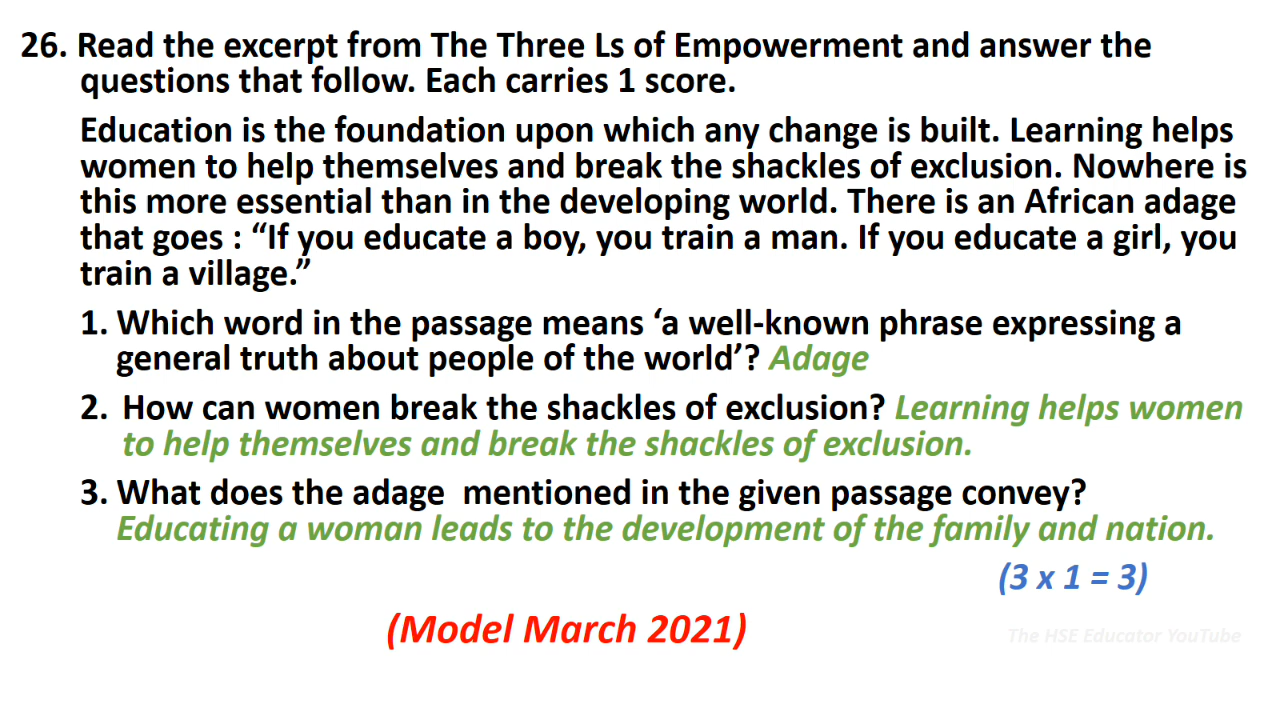 26. Read the excerpt from The Three Ls of Empowerment and answer the
questions that follow. Each carries 1 score.
Education is the foundation upon which any change is built. Learning helps
women to help themselves and break the shackles of exclusion. Nowhere is
this more essential than in the developing world. There is an African adage
that goes : “If you educate a boy, you train a man. If you educate a girl, you
train a village.”
1. Which word in the passage means ‘a well-known phrase expressing a
general truth about people of the world’? Adage
2. How can women break the shackles of exclusion? Learning helps women
to help themselves and break the shackles of exclusion.
3. What does the adage mentioned in the given passage convey?
Educating a woman leads to the development of the family and nation.
(3 x 1 = 3)
(Model March 2021)
The HSE Educator YouTube